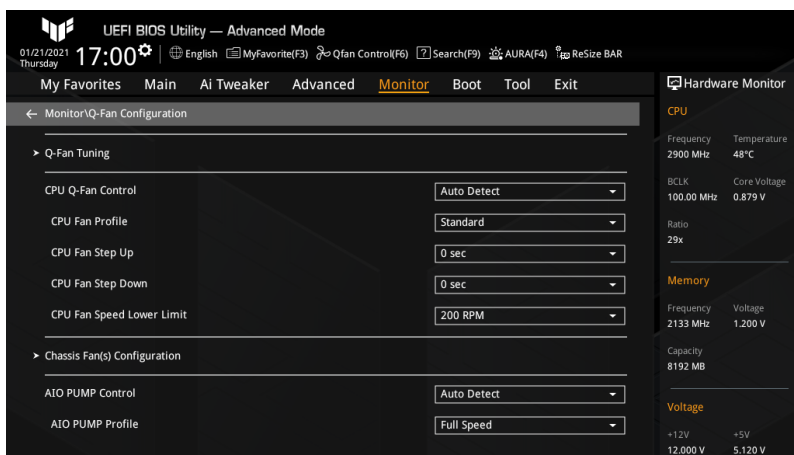 UEFI BIOS Utility — Advanced Mode
01/21/2021
Thursday
17:00
English
MyFavorite(F3)
Qfan Control(F6)
? Search(F9)
AURA(F4)
ReSize BAR
My Favorites Main Ai Tweaker Advanced Monitor Boot Tool Exit
Hardware Monitor
← Monitor\Q-Fan Configuration
> Q-Fan Tuning
CPU Q-Fan Control Auto Detect
CPU Fan Profile Standard
CPU Fan Step Up 0 sec
CPU Fan Step Down 0 sec
CPU Fan Speed Lower Limit 200 RPM
> Chassis Fan(s) Configuration
AIO PUMP Control Auto Detect
AIO PUMP Profile Full Speed
CPU
Frequency Temperature
2900 MHz 48°C
BCLK Core Voltage
100.00 MHz 0.879 V
Ratio
29x
Memory
Frequency Voltage
2133 MHz 1.200 V
Capacity
8192 MB
Voltage
+12V +5V
12.000 V 5.120 V